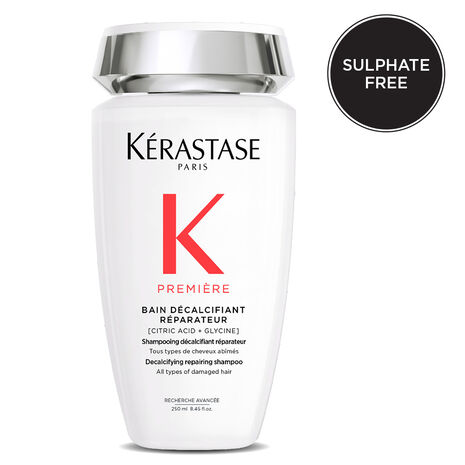 SULPHATE
FREE
KÉRASTASE
PARIS
K
PREMIÈRE
BAIN DÉCALCIFIANT
RÉPARATEUR
[CITRIC ACID + GLYCINE]
Shampooing décalcifiant réparateur
Tous types de cheveux abîmés
Decalcifying repairing shampoo
All types of damaged hair
RECHERCHE AVANCÉE
250 ml 8.45 fl.oz.